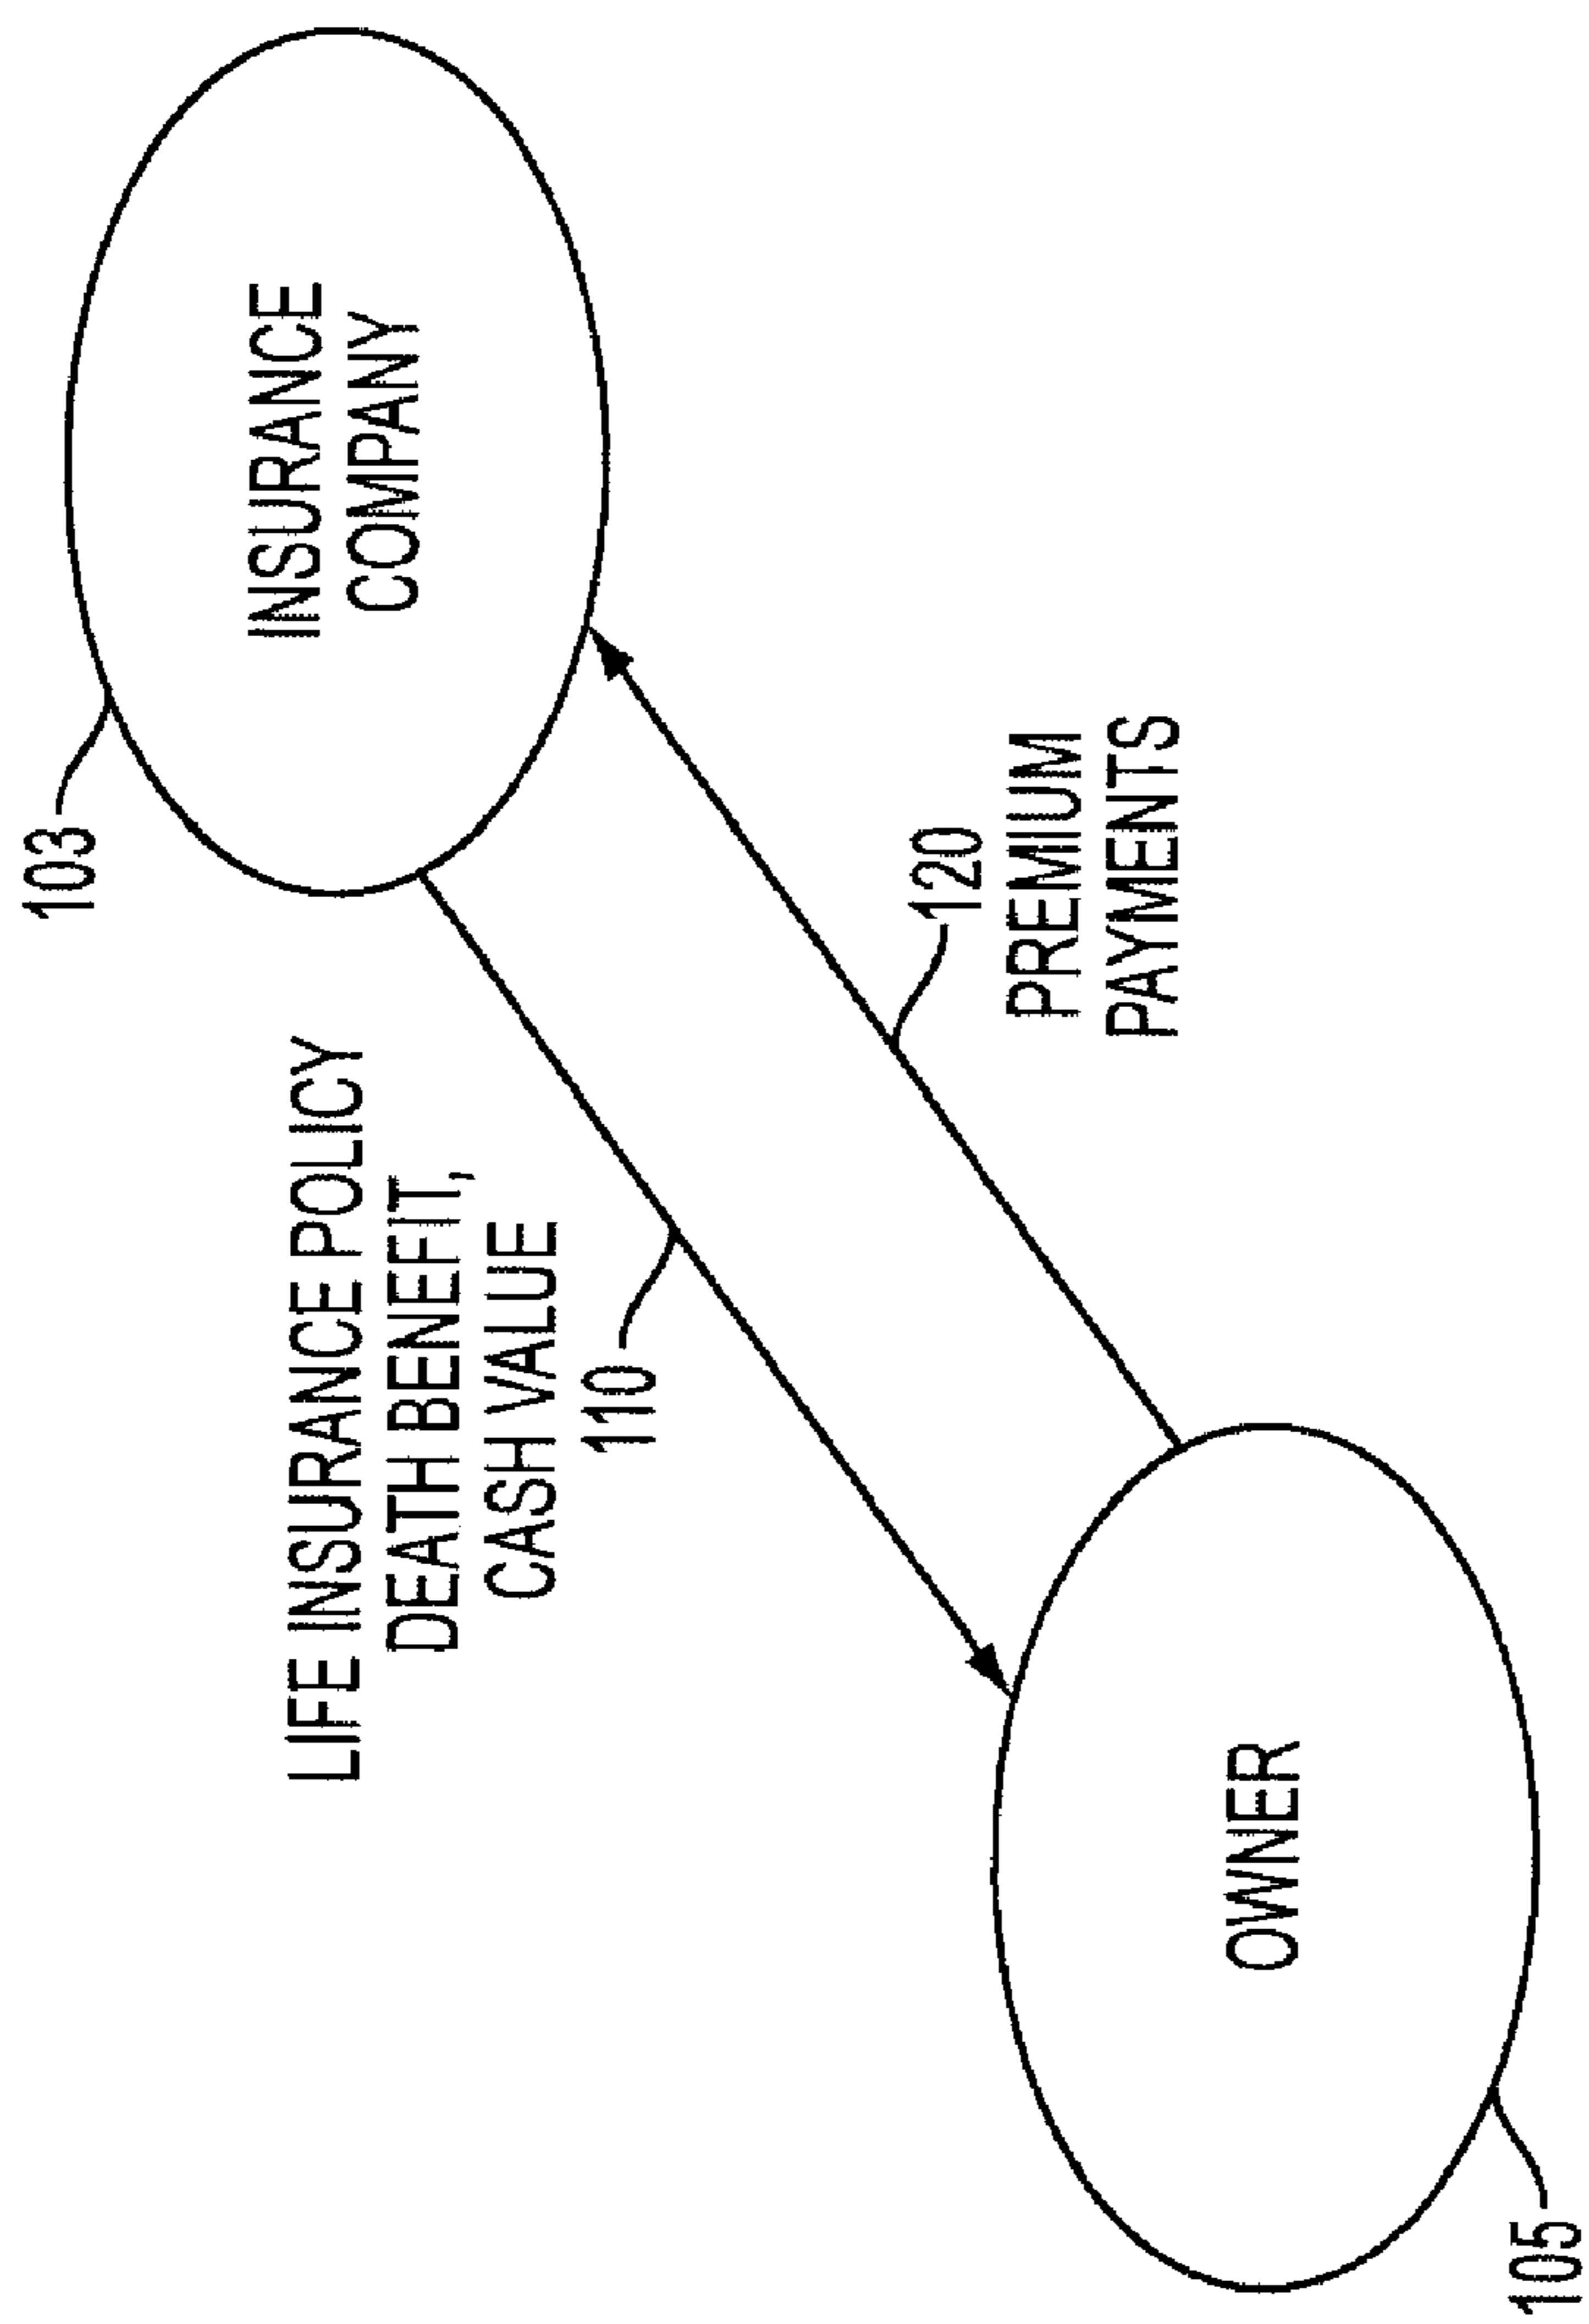 103
INSURANCE
COMPANY
LIFE INSURANCE POLICY
DEATH BENEFIT,
CASH VALUE
110
120
PREMIUM
PAYMENTS
OWNER
105